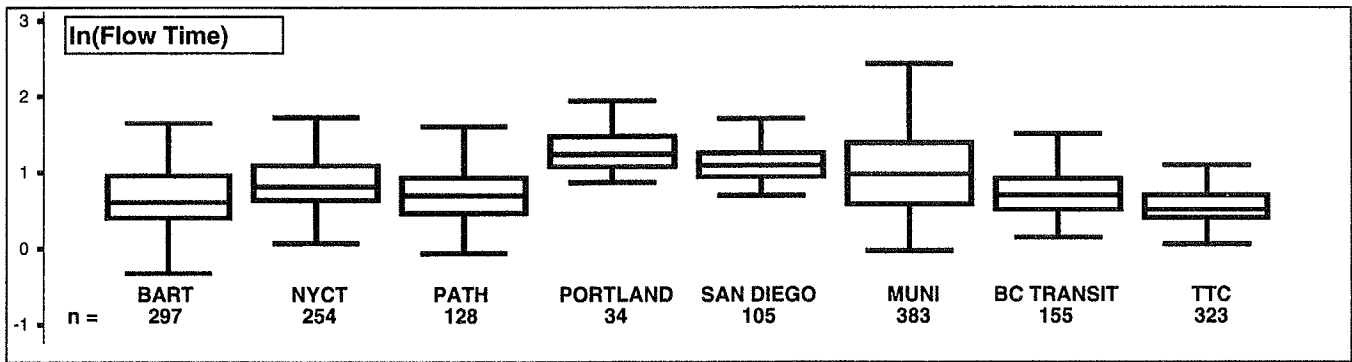 ln(Flow Time)
3
2
1
0
-1
BART NYCT PATH PORTLAND SAN DIEGO MUNI BC TRANSIT TTC
n = 297 254 128 34 105 383 155 323